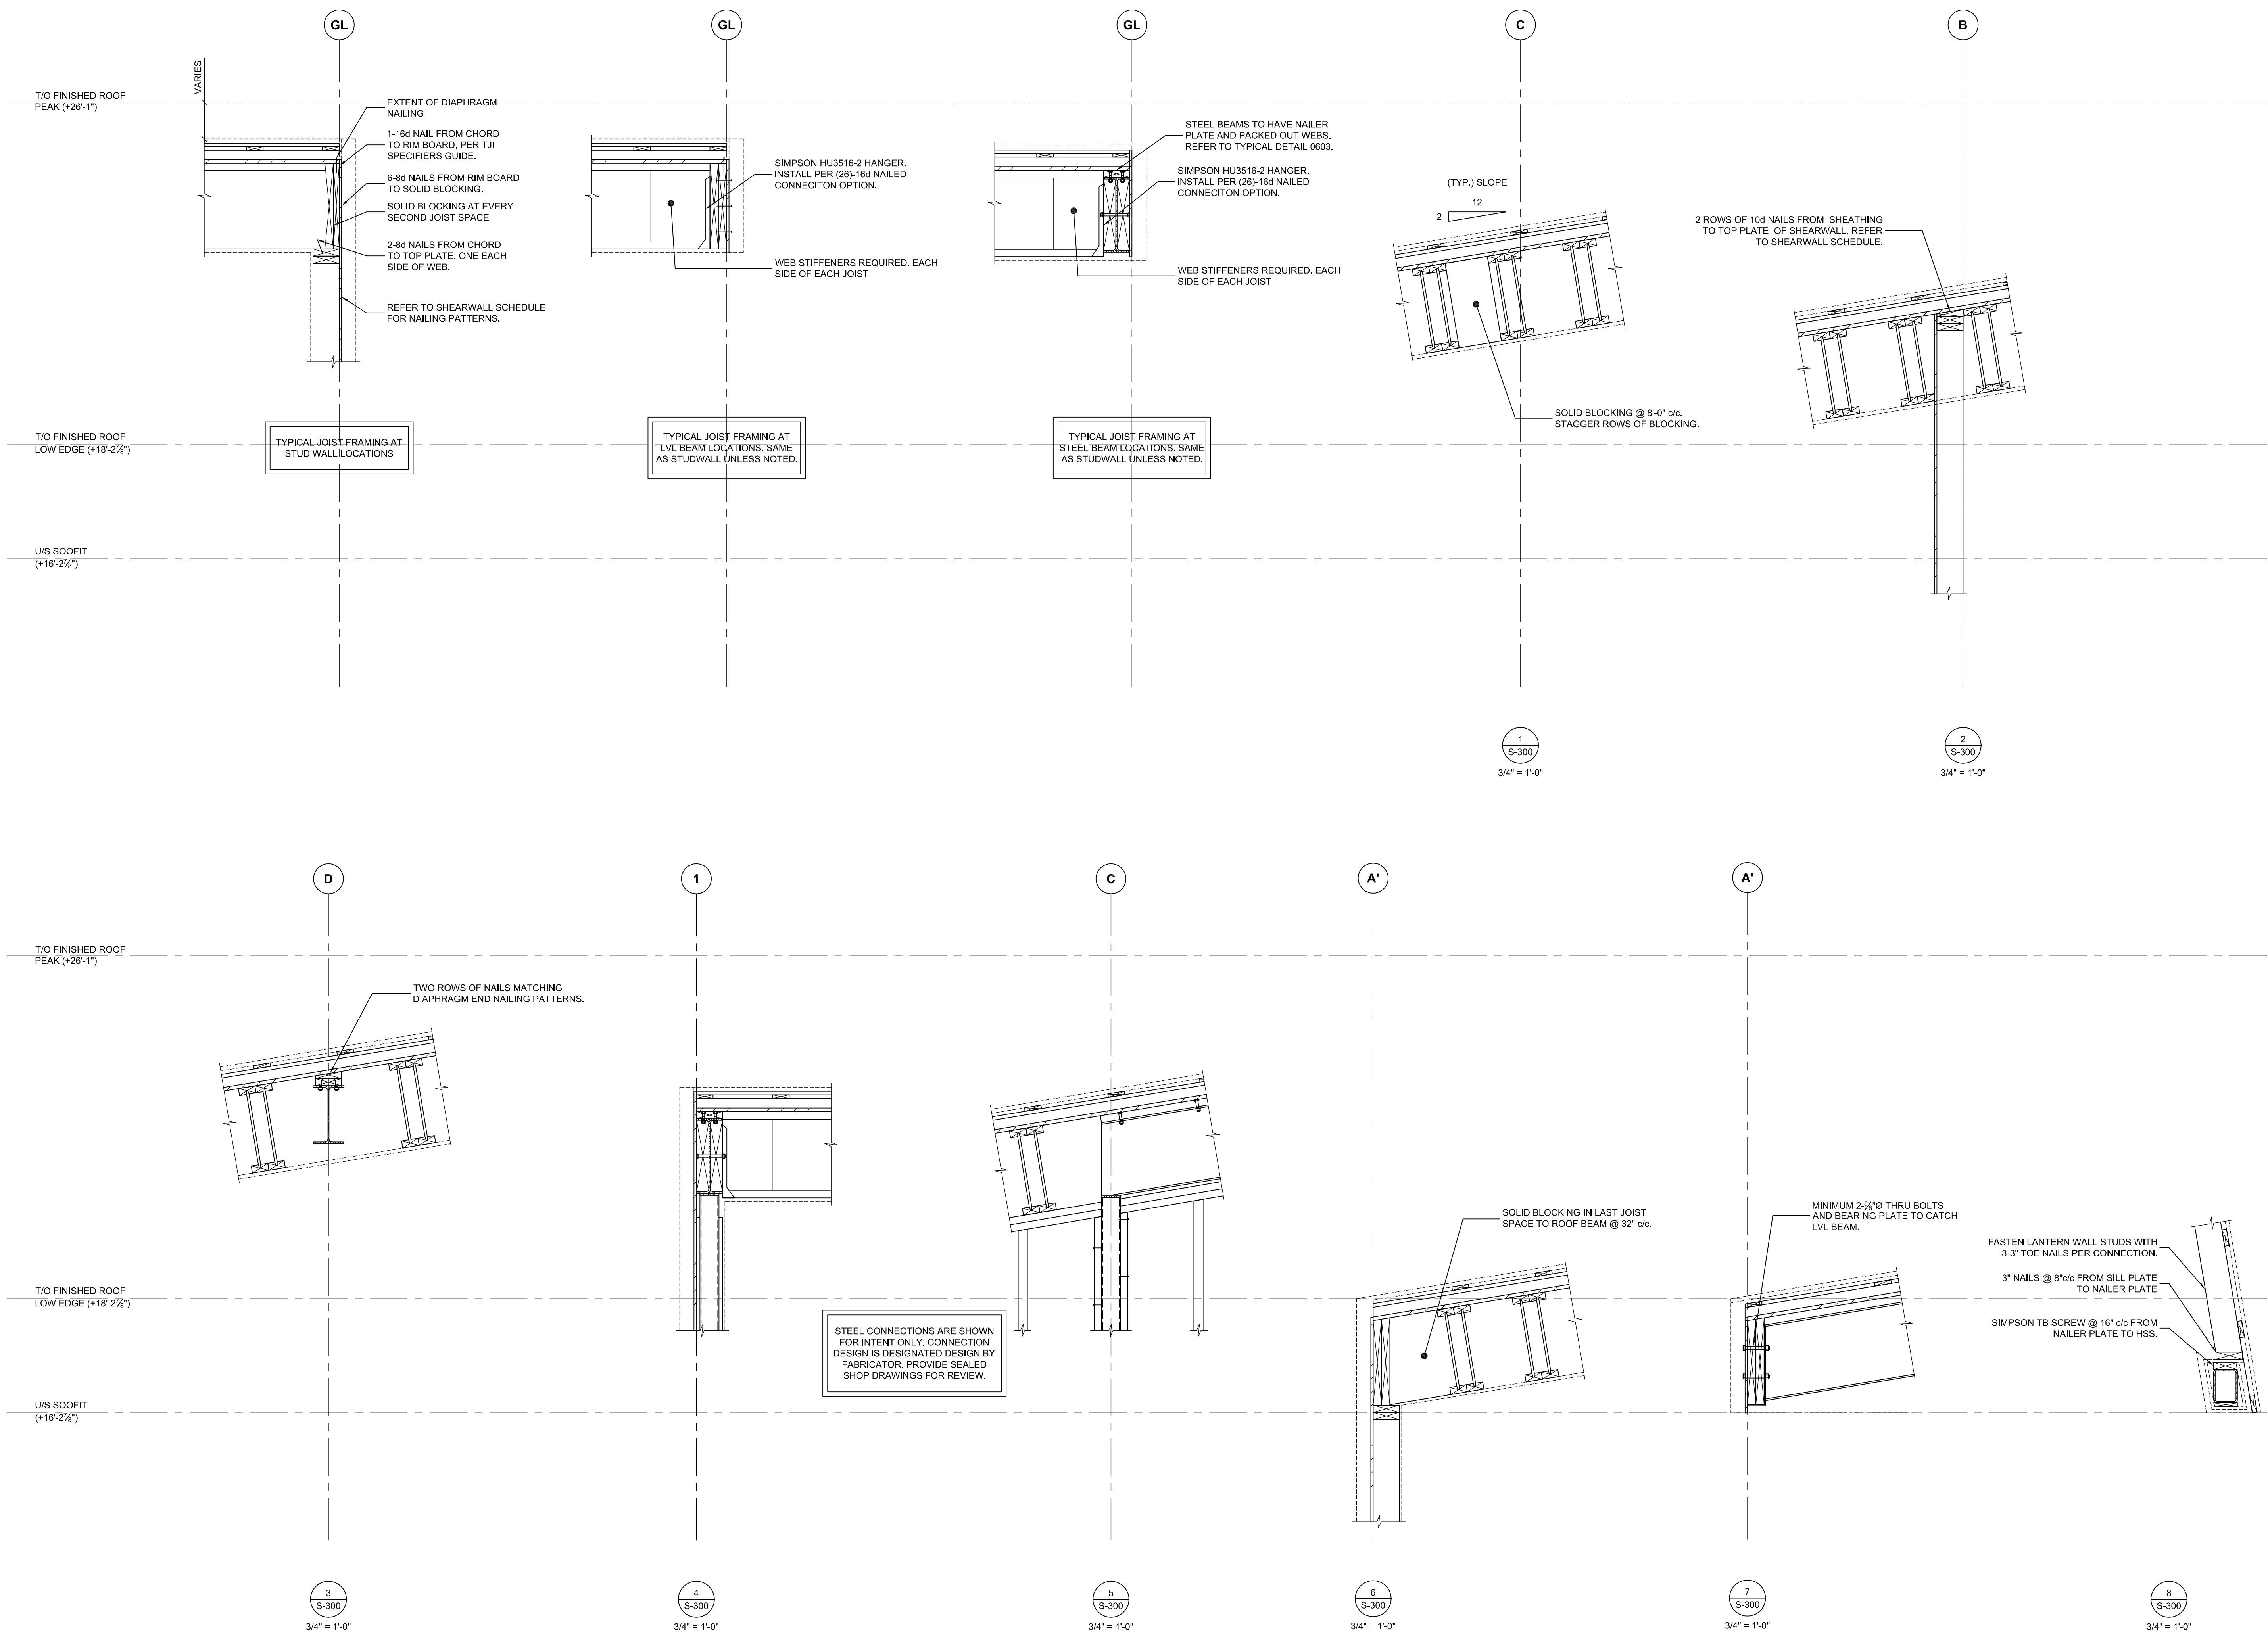 GL
GL
GL
C
B
VARIES
T/O FINISHED ROOF
PEAK (+26'-1")
EXTENT OF DIAPHRAGM
NAILING
1-16d NAIL FROM CHORD
TO RIM BOARD, PER TJI
SPECIFIERS GUIDE.
6-8d NAILS FROM RIM BOARD
TO SOLID BLOCKING.
SOLID BLOCKING AT EVERY
SECOND JOIST SPACE
2-8d NAILS FROM CHORD
TO TOP PLATE, ONE EACH
SIDE OF WEB.
REFER TO SHEARWALL SCHEDULE
FOR NAILING PATTERNS.
SIMPSON HU3516-2 HANGER.
INSTALL PER (26)-16d NAILED
CONNECITON OPTION.
WEB STIFFENERS REQUIRED. EACH
SIDE OF EACH JOIST
STEEL BEAMS TO HAVE NAILER
PLATE AND PACKED OUT WEBS.
REFER TO TYPICAL DETAIL 0603.
SIMPSON HU3516-2 HANGER.
INSTALL PER (26)-16d NAILED
CONNECITON OPTION.
WEB STIFFENERS REQUIRED. EACH
SIDE OF EACH JOIST
(TYP.) SLOPE
12
2
SOLID BLOCKING @ 8'-0" c/c.
STAGGER ROWS OF BLOCKING.
2 ROWS OF 10d NAILS FROM SHEATHING
TO TOP PLATE OF SHEARWALL. REFER
TO SHEARWALL SCHEDULE.
T/O FINISHED ROOF
LOW EDGE (+18'-2⅞")
TYPICAL JOIST FRAMING AT
STUD WALL LOCATIONS
TYPICAL JOIST FRAMING AT
LVL BEAM LOCATIONS. SAME
AS STUDWALL UNLESS NOTED.
TYPICAL JOIST FRAMING AT
STEEL BEAM LOCATIONS. SAME
AS STUDWALL UNLESS NOTED.
U/S SOOFIT
(+16'-2⅞")
1
S-300
3/4" = 1'-0"
2
S-300
3/4" = 1'-0"
D
1
C
A'
A'
T/O FINISHED ROOF
PEAK (+26'-1")
TWO ROWS OF NAILS MATCHING
DIAPHRAGM END NAILING PATTERNS.
SOLID BLOCKING IN LAST JOIST
SPACE TO ROOF BEAM @ 32" c/c.
MINIMUM 2-⅝"Ø THRU BOLTS
AND BEARING PLATE TO CATCH
LVL BEAM.
FASTEN LANTERN WALL STUDS WITH
3-3" TOE NAILS PER CONNECTION.
3" NAILS @ 8"c/c FROM SILL PLATE
TO NAILER PLATE
SIMPSON TB SCREW @ 16" c/c FROM
NAILER PLATE TO HSS.
T/O FINISHED ROOF
LOW EDGE (+18'-2⅞")
STEEL CONNECTIONS ARE SHOWN
FOR INTENT ONLY. CONNECTION
DESIGN IS DESIGNATED DESIGN BY
FABRICATOR. PROVIDE SEALED
SHOP DRAWINGS FOR REVIEW.
U/S SOOFIT
(+16'-2⅞")
3
S-300
3/4" = 1'-0"
4
S-300
3/4" = 1'-0"
5
S-300
3/4" = 1'-0"
6
S-300
3/4" = 1'-0"
7
S-300
3/4" = 1'-0"
8
S-300
3/4" = 1'-0"